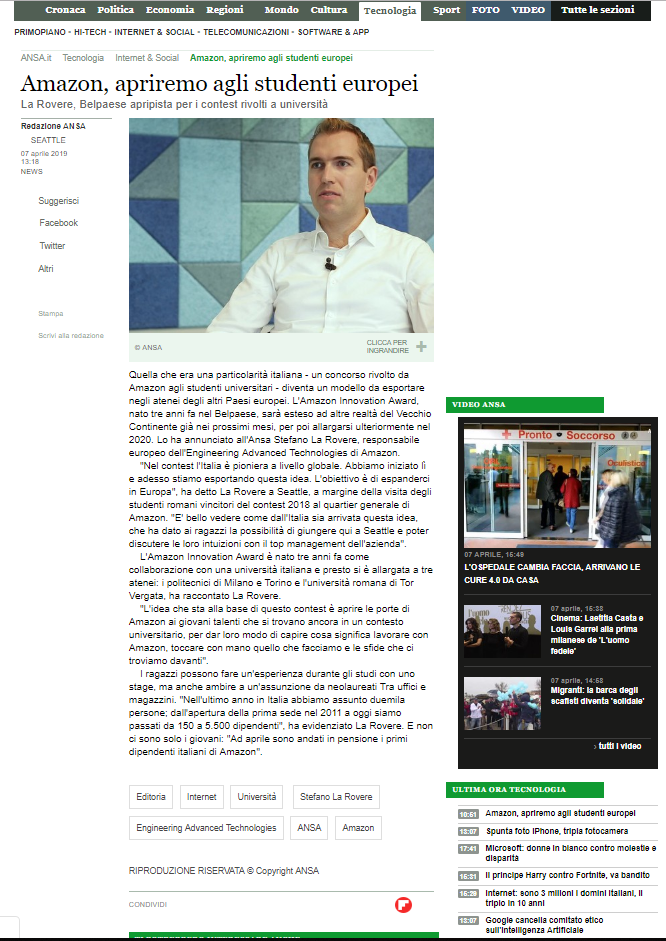 Cronaca Politica Economia Regioni Mondo Cultura Tecnologia Sport FOTO VIDEO Tutte le sezioni
PRIMOPIANO • HI-TECH • INTERNET & SOCIAL • TELECOMUNICAZIONI • SOFTWARE & APP
ANSA.it Tecnologia Internet & Social Amazon, apriremo agli studenti europei
Amazon, apriremo agli studenti europei
La Rovere, Belpaese apripista per i contest rivolti a università
Redazione ANSA
SEATTLE
07 aprile 2019
13:18
NEWS
Suggerisci
Facebook
Twitter
Altri
Stampa
Scrivi alla redazione
© ANSA
CLICCA PER
INGRANDIRE
Quella che era una particolarità italiana - un concorso rivolto da
Amazon agli studenti universitari - diventa un modello da esportare
negli atenei degli altri Paesi europei. L'Amazon Innovation Award,
nato tre anni fa nel Belpaese, sarà esteso ad altre realtà del Vecchio
Continente già nei prossimi mesi, per poi allargarsi ulteriormente nel
2020. Lo ha annunciato all'Ansa Stefano La Rovere, responsabile
europeo dell'Engineering Advanced Technologies di Amazon.
"Nel contest l'Italia è pioniera a livello globale. Abbiamo iniziato lì
e adesso stiamo esportando questa idea. L'obiettivo è di espanderci
in Europa", ha detto La Rovere a Seattle, a margine della visita degli
studenti romani vincitori del contest 2018 al quartier generale di
Amazon. "E' bello vedere come dall'Italia sia arrivata questa idea,
che ha dato ai ragazzi la possibilità di giungere qui a Seattle e poter
discutere le loro intuizioni con il top management dell'azienda".
L'Amazon Innovation Award è nato tre anni fa come
collaborazione con una università italiana e presto si è allargata a tre
atenei: i politecnici di Milano e Torino e l'università romana di Tor
Vergata, ha raccontato La Rovere.
"L'idea che sta alla base di questo contest è aprire le porte di
Amazon ai giovani talenti che si trovano ancora in un contesto
universitario, per dar loro modo di capire cosa significa lavorare con
Amazon, toccare con mano quello che facciamo e le sfide che ci
troviamo davanti".
I ragazzi possono fare un'esperienza durante gli studi con uno
stage, ma anche ambire a un'assunzione da neolaureati Tra uffici e
magazzini. "Nell'ultimo anno in Italia abbiamo assunto duemila
persone; dall'apertura della prima sede nel 2011 a oggi siamo
passati da 150 a 5.500 dipendenti", ha evidenziato La Rovere. E non
ci sono solo i giovani: "Ad aprile sono andati in pensione i primi
dipendenti italiani di Amazon".
Editoria Internet Università Stefano La Rovere
Engineering Advanced Technologies ANSA Amazon
RIPRODUZIONE RISERVATA © Copyright ANSA
CONDIVIDI
VIDEO ANSA
Pronto Soccorso
Oculistico
07 APRILE, 15:49
L'OSPEDALE CAMBIA FACCIA, ARRIVANO LE
CURE 4.0 DA CASA
07 aprile, 15:38
Cinema: Laetitia Casta e
Louis Garrel alla prima
milanese de 'L'uomo
fedele'
07 aprile, 14:58
Migranti: la barca degli
scafisti diventa 'solidale'
› tutti i video
ULTIMA ORA TECNOLOGIA
10:51 Amazon, apriremo agli studenti europei
13:07 Spunta foto iPhone, tripla fotocamera
17:41 Microsoft: donne in bianco contro molestie e
disparità
15:31 Il principe Harry contro Fortnite, va bandito
15:29 Internet: sono 3 milioni i domini italiani, il
triplo in 10 anni
13:07 Google cancella comitato etico
sull'Intelligenza Artificiale